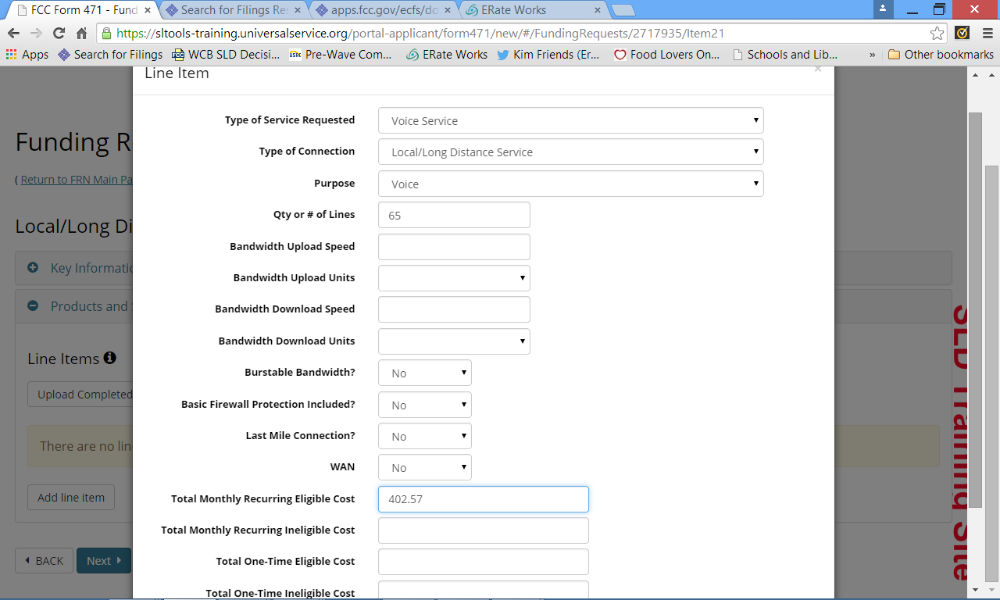 FCC Form 471 - Fund
Search for Filings Res
apps.fcc.gov/ecfs/do
ERate Works
https://sltools-training.universalservice.org/portal-applicant/form471/new/#/FundingRequests/2717935/Item21
Apps
Search for Filings
WCB SLD Decisi...
Pre-Wave Com...
ERate Works
Kim Friends (Er...
Food Lovers On...
Schools and Lib...
»
Other bookmarks
Line Item
×
Funding R
( Return to FRN Main Pa
Local/Long Di
Key Informatio
Products and
Line Items
Upload Completed
There are no lin
Add line item
BACK
Next
Type of Service Requested Voice Service
Type of Connection Local/Long Distance Service
Purpose Voice
Qty or # of Lines 65
Bandwidth Upload Speed
Bandwidth Upload Units
Bandwidth Download Speed
Bandwidth Download Units
Burstable Bandwidth? No
Basic Firewall Protection Included? No
Last Mile Connection? No
WAN No
Total Monthly Recurring Eligible Cost 402.57
Total Monthly Recurring Ineligible Cost
Total One-Time Eligible Cost
Total One-Time Ineligible Cost
SLD Training Site